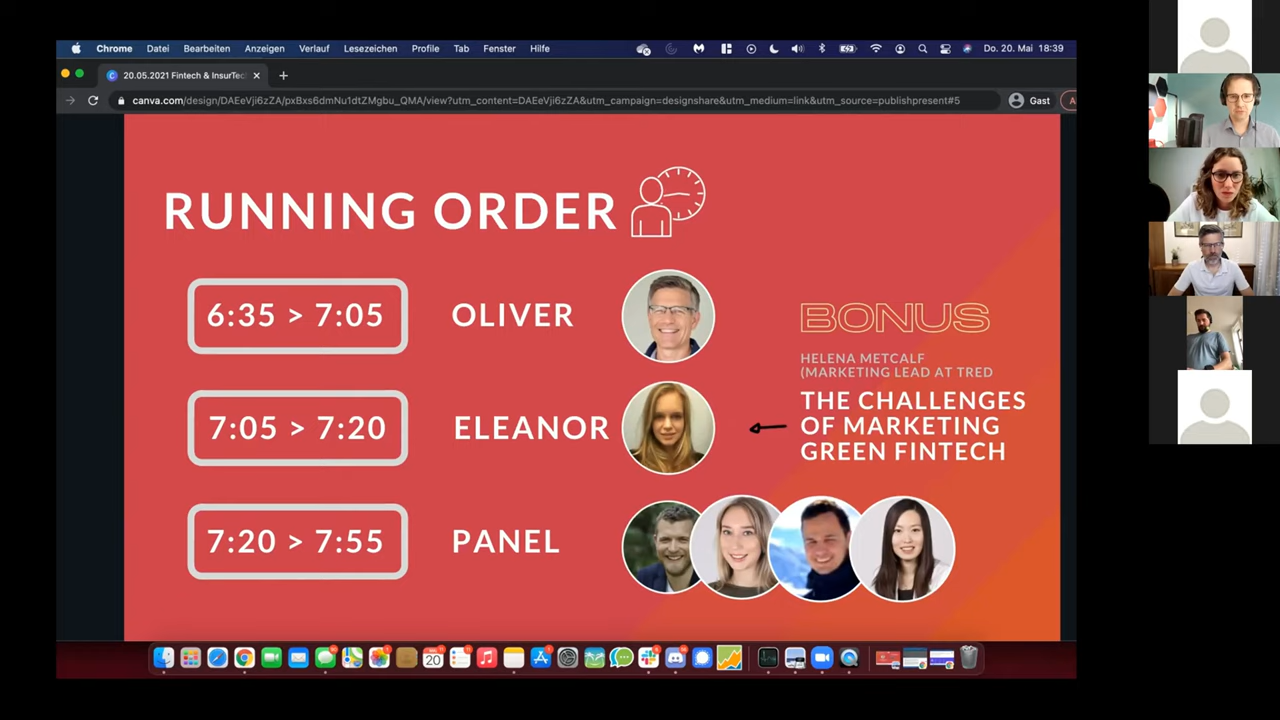 Chrome Datei Bearbeiten Anzeigen Verlauf Lesezeichen Profile Tab Fenster Hilfe Do. 20. Mai 18:39
20.05.2021 Fintech & InsurTec
canva.com/design/DAEeVji6zZA/pxBxs6dmNu1dtZMgbu_QMA/view?utm_content=DAEeVji6zZA&utm_campaign=designshare&utm_medium=link&utm_source=publishpresent#5 Gast
RUNNING ORDER
6:35 > 7:05 OLIVER
BONUS
HELENA METCALF
(MARKETING LEAD AT TRED
THE CHALLENGES
OF MARKETING
GREEN FINTECH
7:05 > 7:20 ELEANOR
7:20 > 7:55 PANEL
20